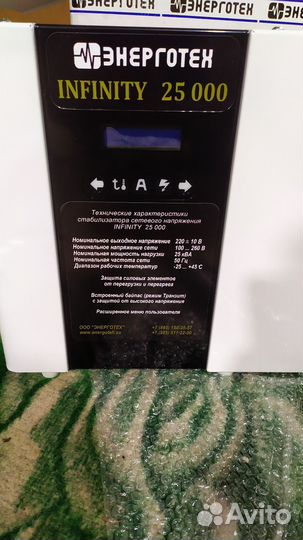 ЭНЕРГОТЕХ
ЭНЕРГОТЕХ
INFINITY 25 000
A
Технические характеристики
стабилизатора сетевого напряжения
INFINITY 25 000
Номинальное выходное напряжение 220 ± 10 В
Номинальное напряжение сети 100 ... 260 В
Номинальная мощность нагрузки 25 кВА
Номинальная частота сети 50 Гц
Диапазон рабочих температур -25 ... +45 С
Защита силовых элементов
от перегрузки и перегрева
Встроенный байпас (режим Транзит)
с защитой от высокого напряжения
Расширенное меню пользователя
ООО "ЭНЕРГОТЕХ"
Avito